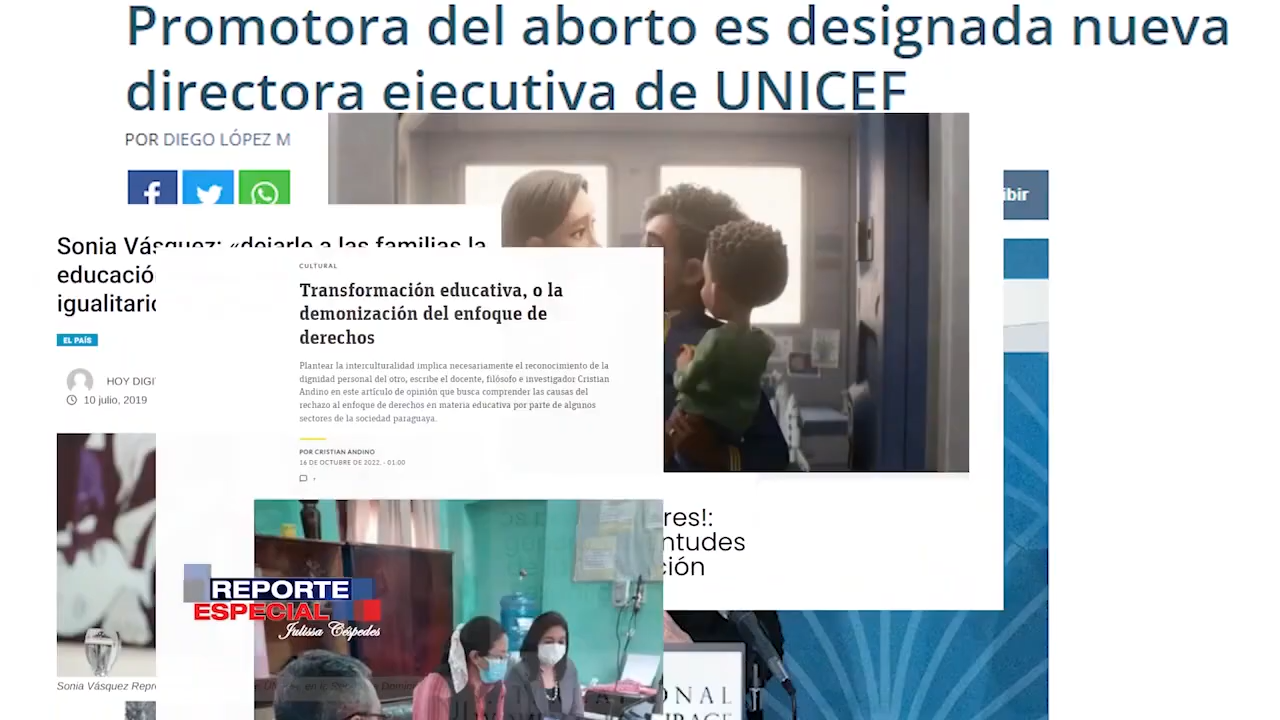 Promotora del aborto es designada nueva
directora ejecutiva de UNICEF
POR DIEGO LÓPEZ M
ibir
Sonia Vásquez: «dejarle a las familias la
educació
igualitario
EL PAÍS
HOY DIGI
10 julio, 2019
Sonia Vásquez Repre
CULTURAL
Transformación educativa, o la
demonización del enfoque de
derechos
Plantear la interculturalidad implica necesariamente el reconocimiento de la
dignidad personal del otro, escribe el docente, filósofo e investigador Cristian
Andino en este artículo de opinión que busca comprender las causas del
rechazo al enfoque de derechos en materia educativa por parte de algunos
sectores de la sociedad paraguaya.
POR CRISTIAN ANDINO
16 DE OCTUBRE DE 2022, - 01:00
res!:
ntudes
ción
REPORTE
ESPECIAL
Julissa Céspedes